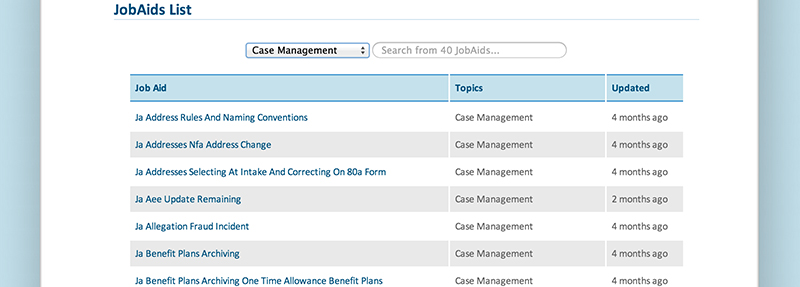 JobAids List
Case Management Search from 40 JobAids...
Job Aid Topics Updated
Ja Address Rules And Naming Conventions Case Management 4 months ago
Ja Addresses Nfa Address Change Case Management 4 months ago
Ja Addresses Selecting At Intake And Correcting On 80a Form Case Management 4 months ago
Ja Aee Update Remaining Case Management 2 months ago
Ja Allegation Fraud Incident Case Management 4 months ago
Ja Benefit Plans Archiving Case Management 4 months ago
Ja Benefit Plans Archiving One Time Allowance Benefit Plans Case Management 4 months ago